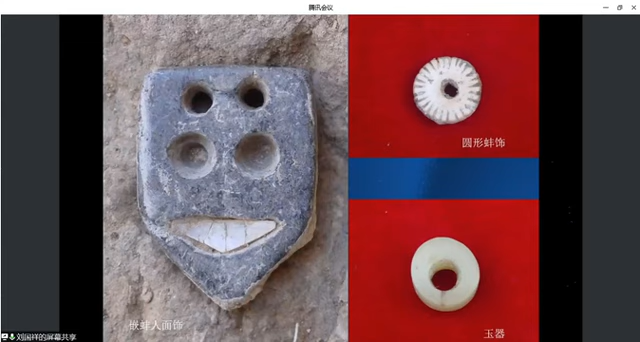 腾讯会议
圆形蚌饰
嵌蚌人面饰
玉器
刘国祥的屏幕共享